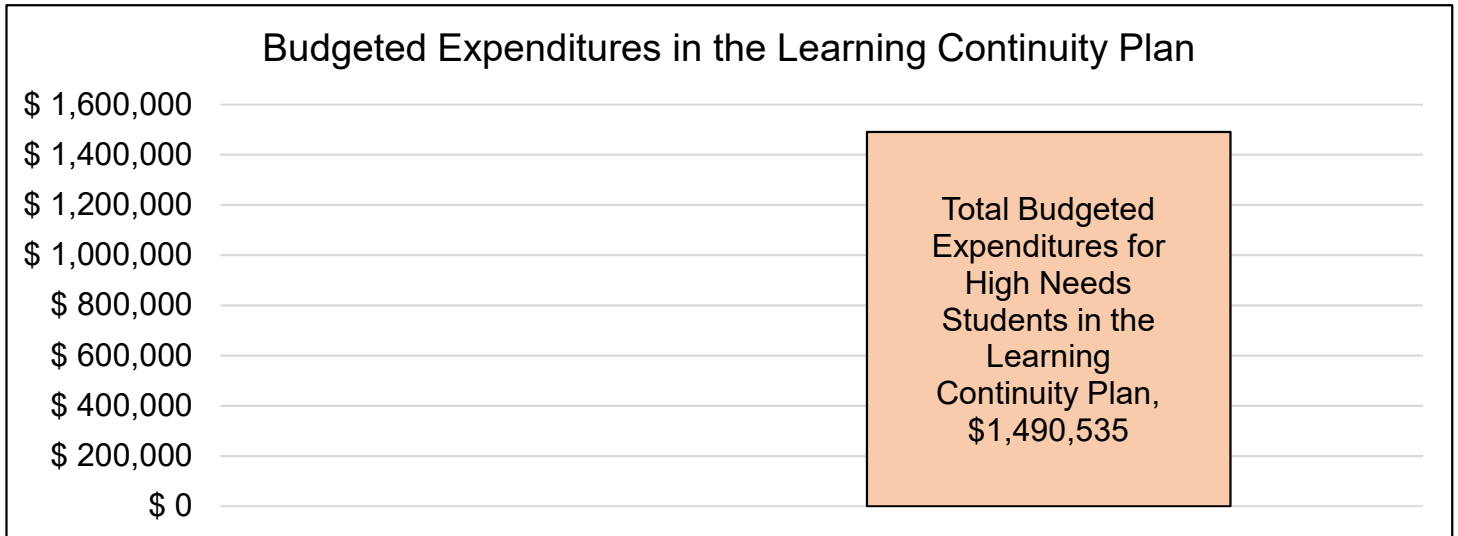 Budgeted Expenditures in the Learning Continuity Plan
$ 1,600,000
$ 1,400,000
$ 1,200,000
$ 1,000,000
$ 800,000
$ 600,000
$ 400,000
$ 200,000
$ 0
Total Budgeted
Expenditures for
High Needs
Students in the
Learning
Continuity Plan,
$1,490,535